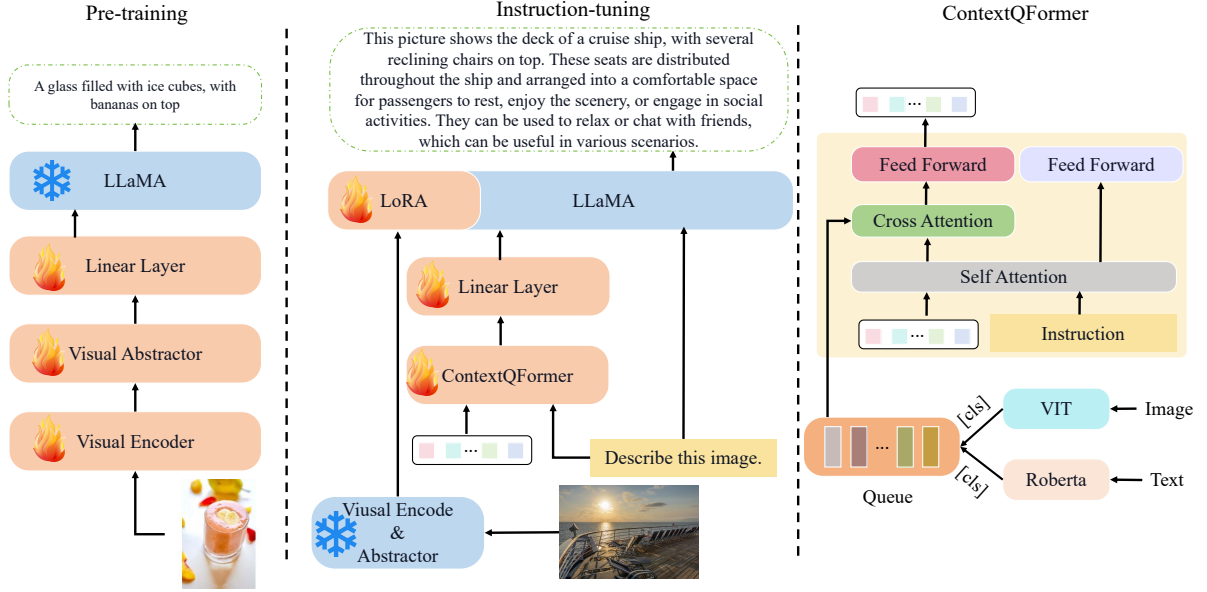 Pre-training
A glass filled with ice cubes, with
bananas on top
LLaMA
Linear Layer
Visual Abstractor
Visual Encoder
Instruction-tuning
This picture shows the deck of a cruise ship, with several
reclining chairs on top. These seats are distributed
throughout the ship and arranged into a comfortable space
for passengers to rest, enjoy the scenery, or engage in social
activities. They can be used to relax or chat with friends,
which can be useful in various scenarios.
LoRA
LLaMA
Linear Layer
ContextQFormer
...
Describe this image.
Viusal Encode
&
Abstractor
ContextQFormer
...
Feed Forward
Feed Forward
Cross Attention
Self Attention
...
Instruction
[cls]
VIT
Image
...
Queue
[cls]
Roberta
Text